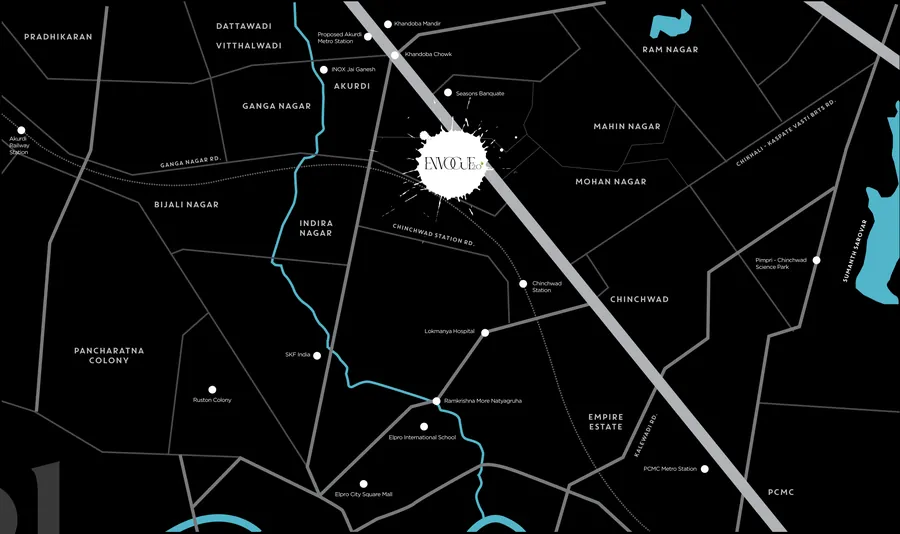 PRADHIKARAN
DATTAWADI
VITTHALWADI
Khandoba Mandir
Proposed Akurdi
Metro Station
Khandoba Chowk
RAM NAGAR
INOX Jai Ganesh
AKURDI
GANGA NAGAR
Seasons Banquate
MAHIN NAGAR
CHIKHALI - KASPATE VASTI BRTS RD.
Akurdi
Railway
Station
GANGA NAGAR RD.
EXVOGUE
MOHAN NAGAR
BIJALI NAGAR
INDIRA
NAGAR
CHINCHWAD STATION RD.
SUMANTH SAROVAR
Pimpri - Chinchwad
Science Park
Chinchwad
Station
CHINCHWAD
Lokmanya Hospital
PANCHARATNA
COLONY
SKF India
Ruston Colony
Ramkrishna More Natyagruha
EMPIRE
ESTATE
KALEWADI RD.
Elpro International School
PCMC Metro Station
Elpro City Square Mall
PCMC